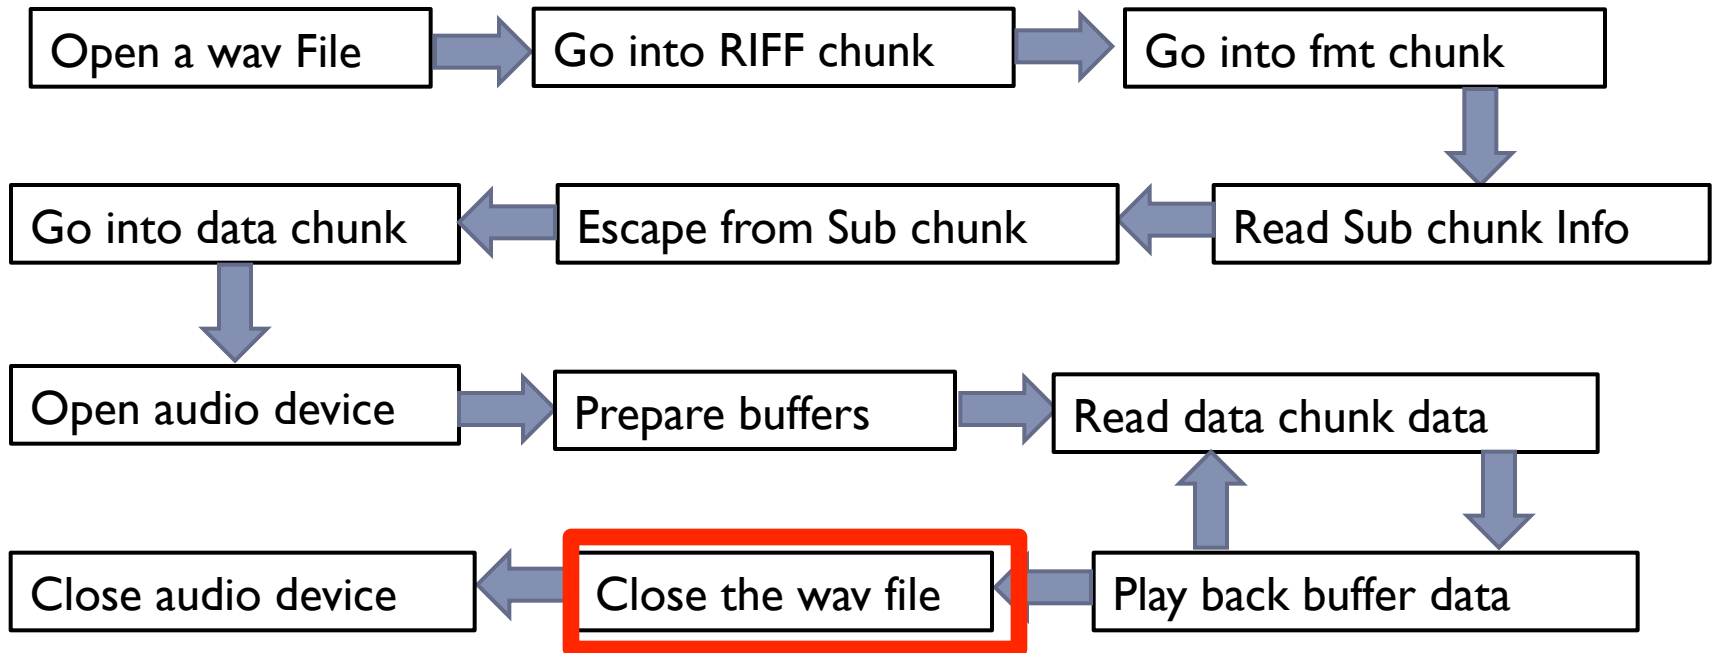 Open a wav File
Go into RIFF chunk
Go into fmt chunk
Read Sub chunk Info
Escape from Sub chunk
Go into data chunk
Open audio device
Prepare buffers
Read data chunk data
Play back buffer data
Close the wav file
Close audio device